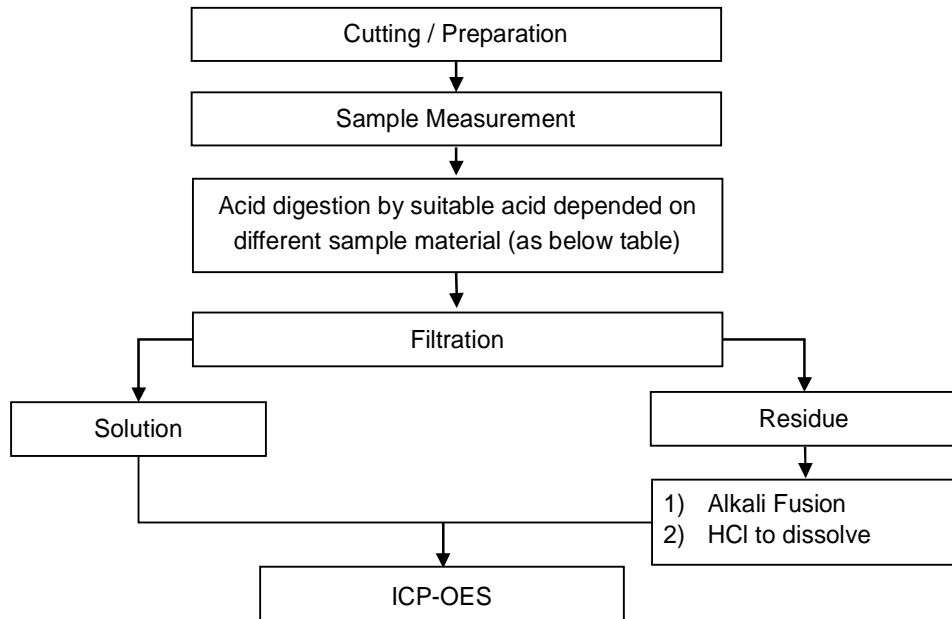 Cutting / Preparation
Sample Measurement
Acid digestion by suitable acid depended on
different sample material (as below table)
Filtration
Solution
Residue
1) Alkali Fusion
2) HCl to dissolve
ICP-OES